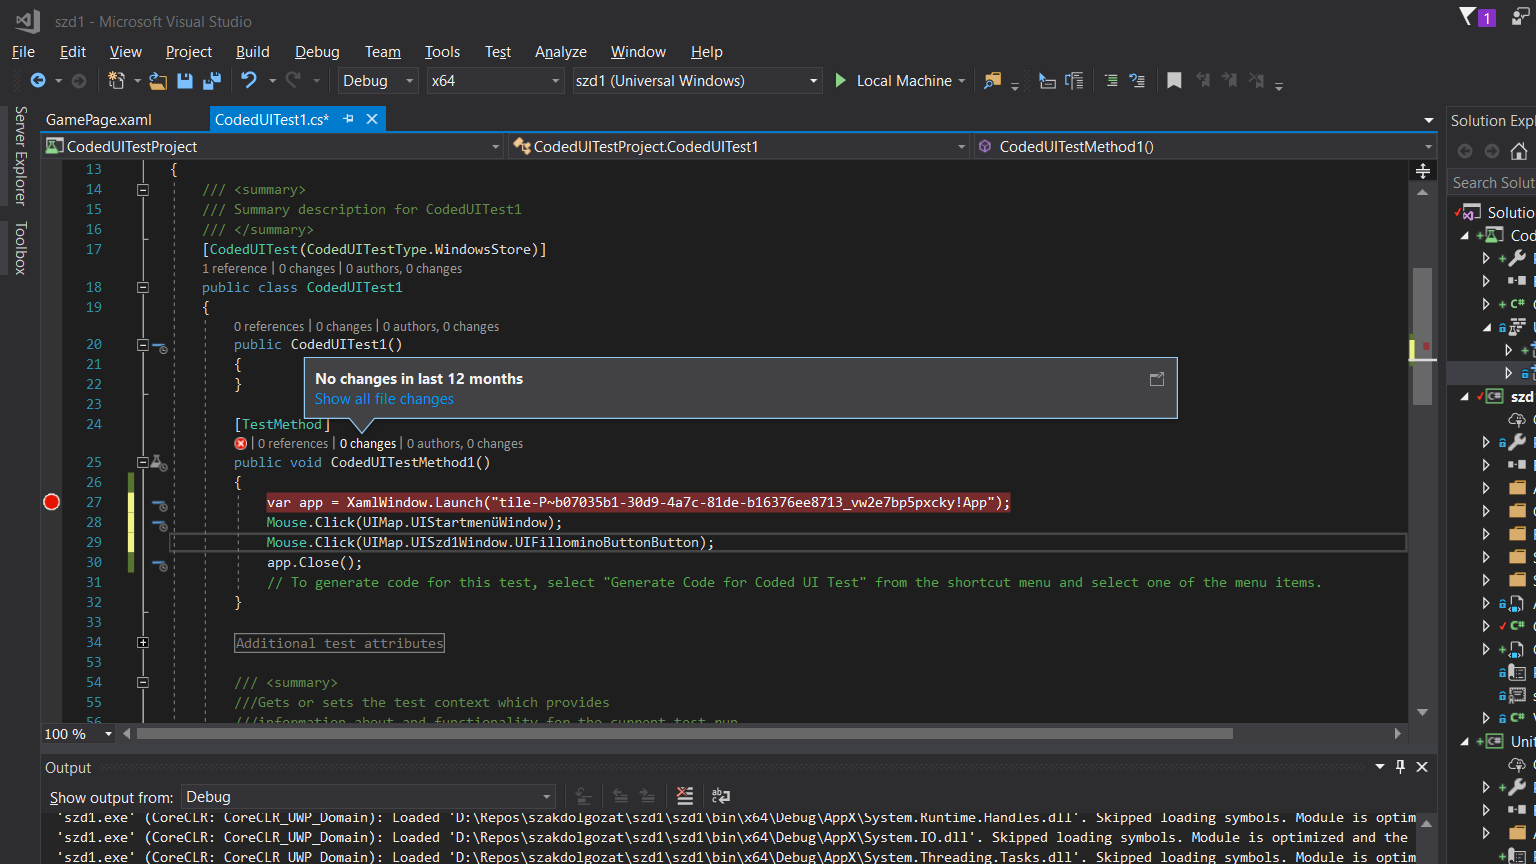 szd1 - Microsoft Visual Studio
1
File Edit View Project Build Debug Team Tools Test Analyze Window Help
Debug x64 szd1 (Universal Windows) Local Machine
Server Explorer
Toolbox
GamePage.xaml CodedUITest1.cs*
CodedUITestProject CodedUITestProject.CodedUITest1 CodedUITestMethod1()
13 {
14 /// <summary>
15 /// Summary description for CodedUITest1
16 /// </summary>
17 [CodedUITest(CodedUITestType.WindowsStore)]
1 reference | 0 changes | 0 authors, 0 changes
18 public class CodedUITest1
19 {
0 references | 0 changes | 0 authors, 0 changes
20 public CodedUITest1()
21 {
22 }
23
No changes in last 12 months
Show all file changes
24 [TestMethod]
| 0 references | 0 changes | 0 authors, 0 changes
25 public void CodedUITestMethod1()
26 {
27 var app = XamlWindow.Launch("tile-P~b07035b1-30d9-4a7c-81de-b16376ee8713_vw2e7bp5pxcky!App");
28 Mouse.Click(UIMap.UIStartmenüWindow);
29 Mouse.Click(UIMap.UISzd1Window.UIFillominoButtonButton);
30 app.Close();
31 // To generate code for this test, select "Generate Code for Coded UI Test" from the shortcut menu and select one of the menu items.
32 }
33
34 Additional test attributes
53
54 /// <summary>
55 ///Gets or sets the test context which provides
56 ///information about and functionality for the current test run
100 %
Output
Show output from: Debug
'szd1.exe' (CoreCLR: CoreCLR_UWP_Domain): Loaded 'D:\Repos\szakdolgozat\szd1\szd1\bin\x64\Debug\AppX\System.Runtime.Handles.dll'. Skipped loading symbols. Module is optim
'szd1.exe' (CoreCLR: CoreCLR_UWP_Domain): Loaded 'D:\Repos\szakdolgozat\szd1\szd1\bin\x64\Debug\AppX\System.IO.dll'. Skipped loading symbols. Module is optimized and the
'szd1.exe' (CoreCLR: CoreCLR_UWP_Domain): Loaded 'D:\Repos\szakdolgozat\szd1\szd1\bin\x64\Debug\AppX\System.Threading.Tasks.dll'. Skipped loading symbols. Module is optim
Solution Expl
Search Soluti
Solutio
Cod
szd
Unit